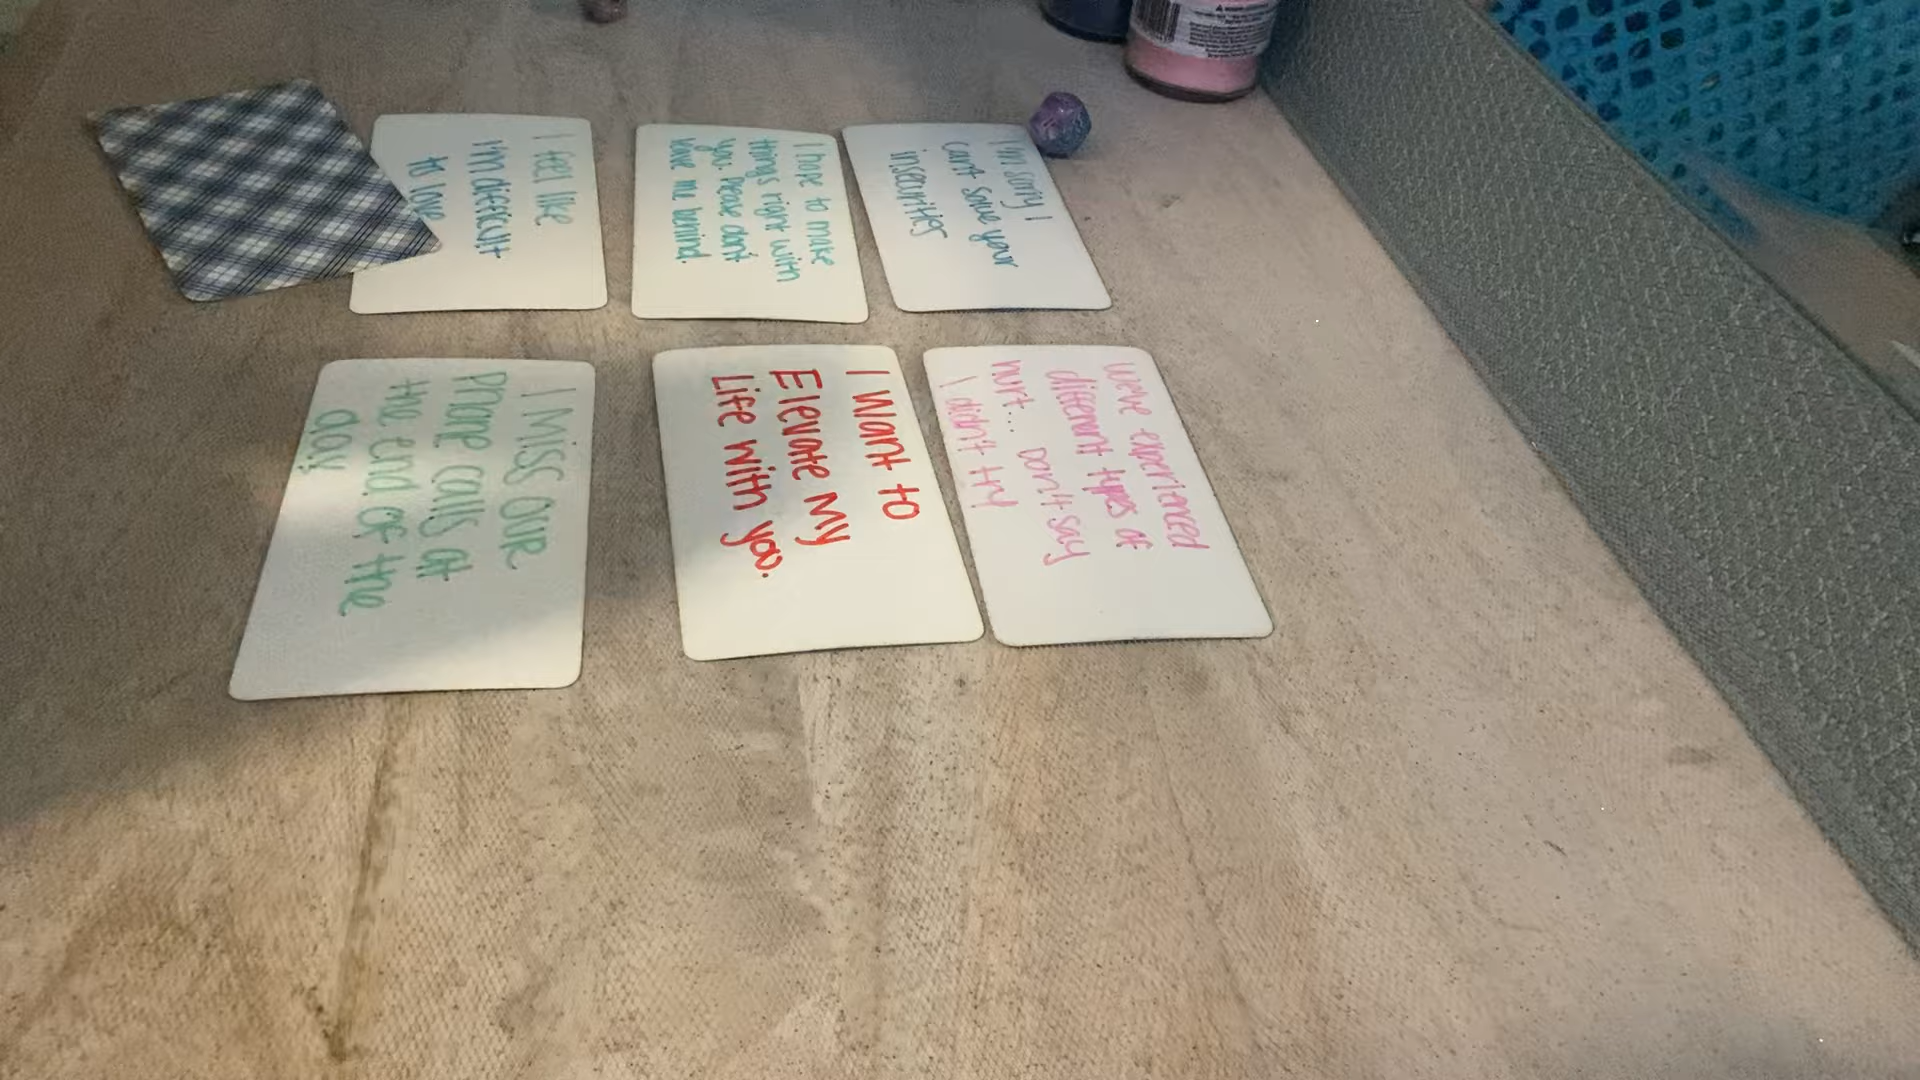 I feel like
I'm difficult
to love
I hope to make
things right with
you. Please don't
leave me behind.
I'm sorry I
can't solve your
insecurities
I MISS OUR
PHONE calls at
the end OF the
day
I Want to
Elevate My
Life with you.
We've experienced
different types of
hurt... Don't say
I didn't try